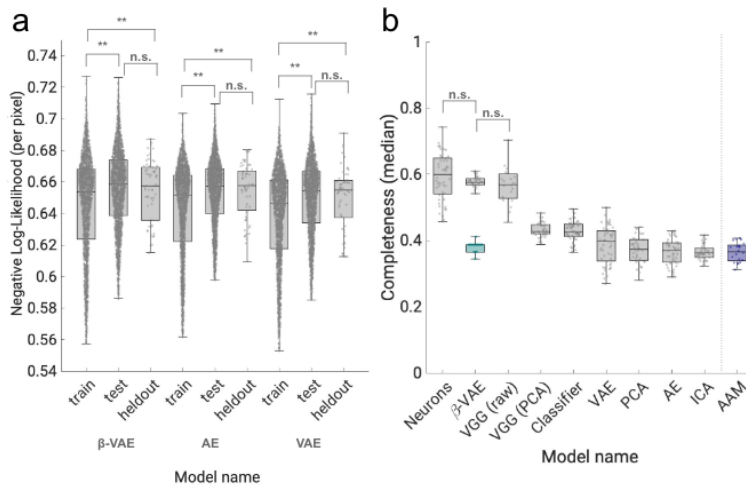 a
Negative Log-Likelihood (per pixel)
0.74
0.72
0.70
0.68
0.66
0.64
0.62
0.60
0.58
0.56
0.54
**
**
n.s.
**
**
n.s.
**
**
n.s.
train
test
heldout
train
test
heldout
train
test
heldout
β-VAE
AE
VAE
Model name
b
Completeness (median)
1
0.8
0.6
0.4
0.2
0
n.s.
n.s.
Neurons
β-VAE
VGG (raw)
VGG (PCA)
Classifier
VAE
PCA
AE
ICA
AAM
Model name